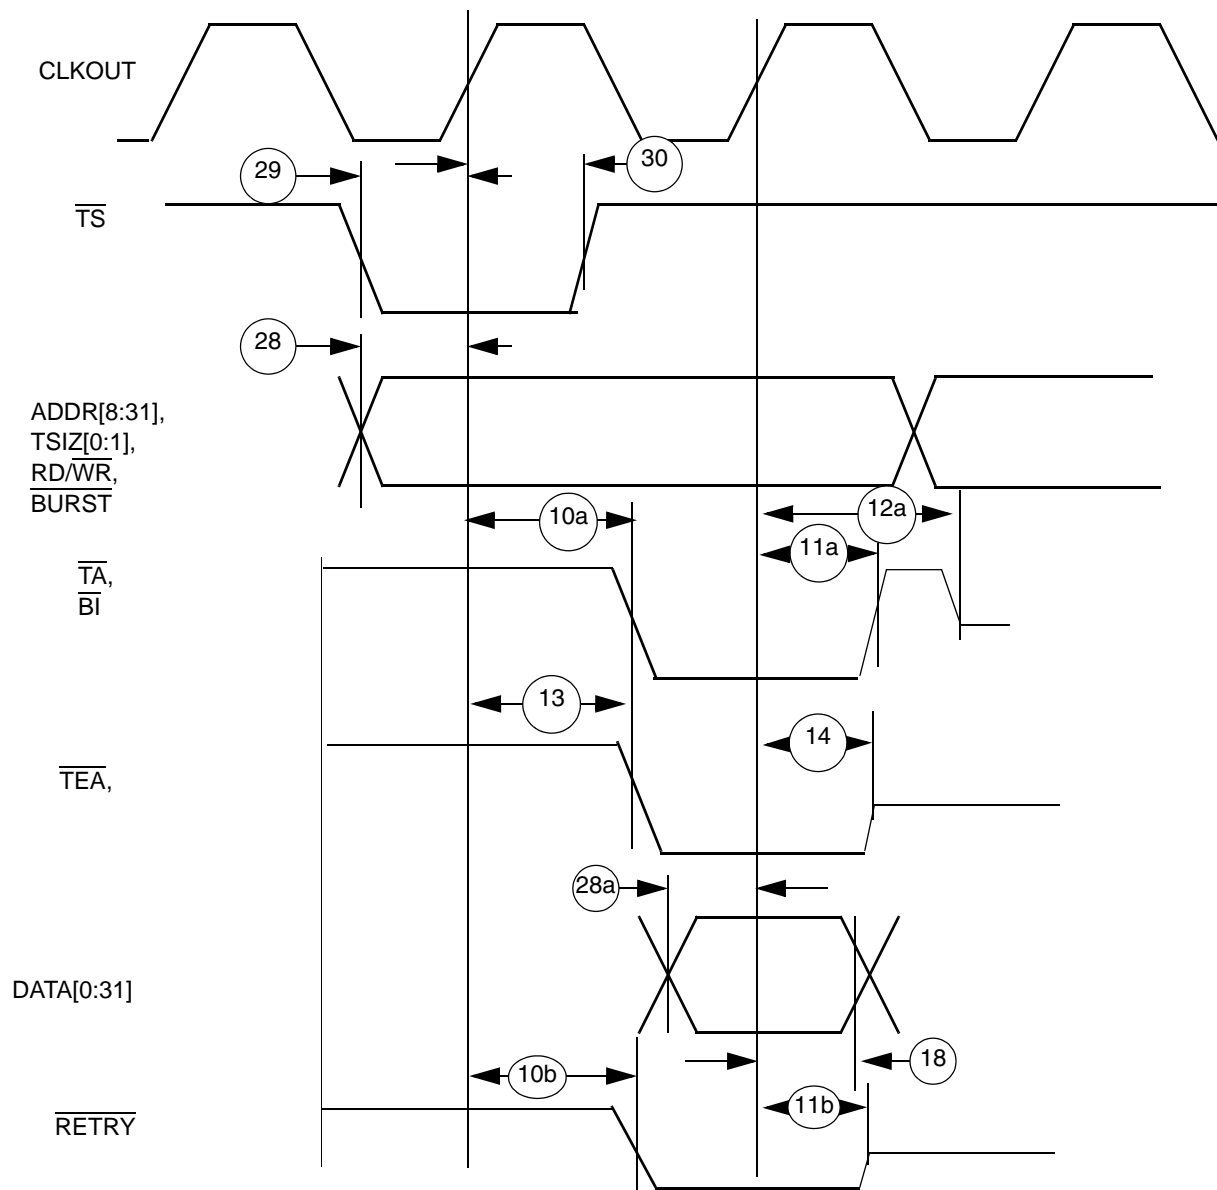 CLKOUT
29
30
TS
28
ADDR[8:31],
TSIZ[0:1],
RD/WR,
BURST
10a
12a
11a
TA,
BI
13
14
TEA,
28a
DATA[0:31]
18
10b
11b
RETRY